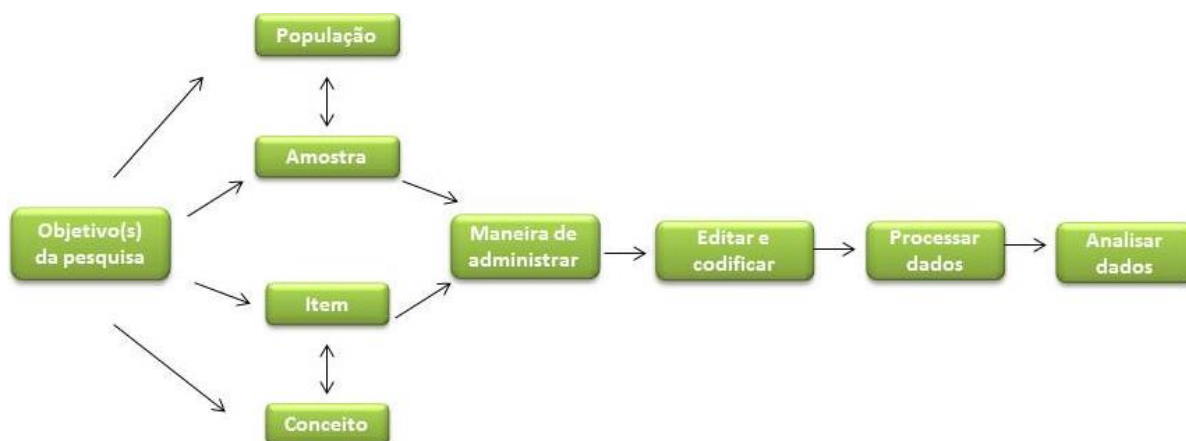 População
Amostra
Objetivo(s)
da pesquisa
Item
Conceito
Maneira de
administrar
Editar e
codificar
Processar
dados
Analisar
dados